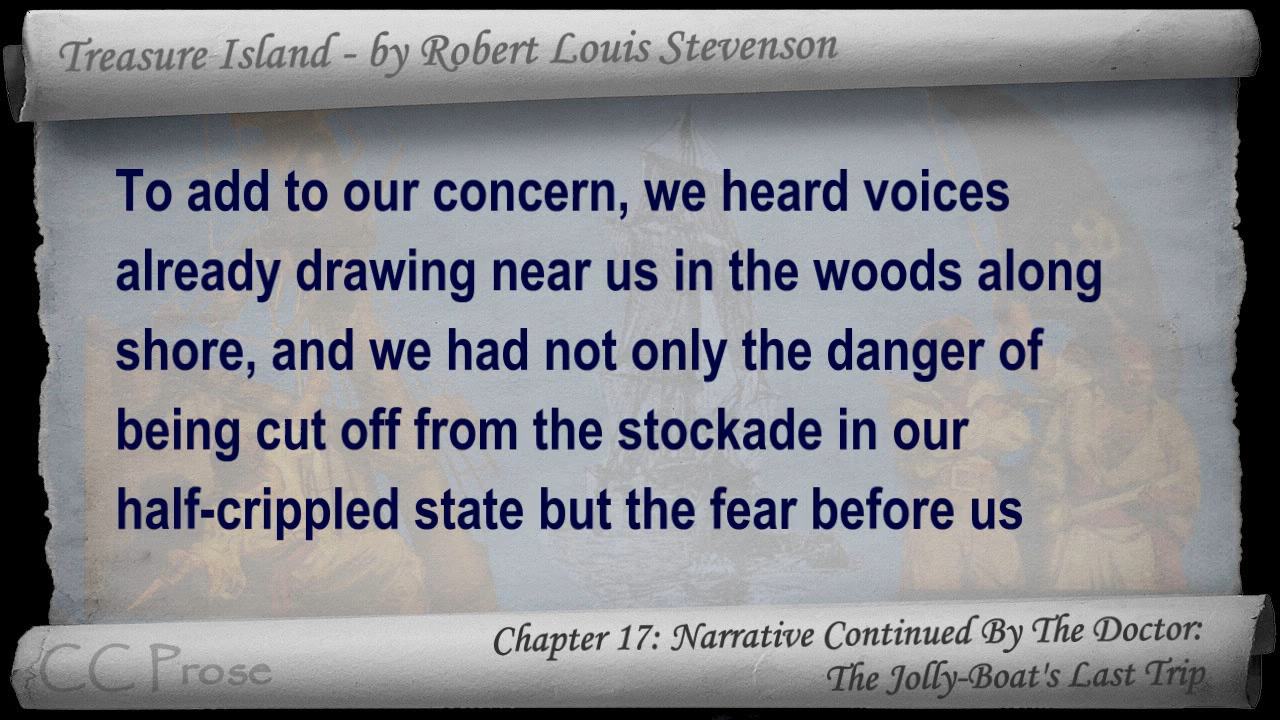 Treasure Island - by Robert Louis Stevenson
To add to our concern, we heard voices
already drawing near us in the woods along
shore, and we had not only the danger of
being cut off from the stockade in our
half-crippled state but the fear before us
Chapter 17: Narrative Continued By The Doctor:
The Jolly-Boat's Last Trip
CC Prose